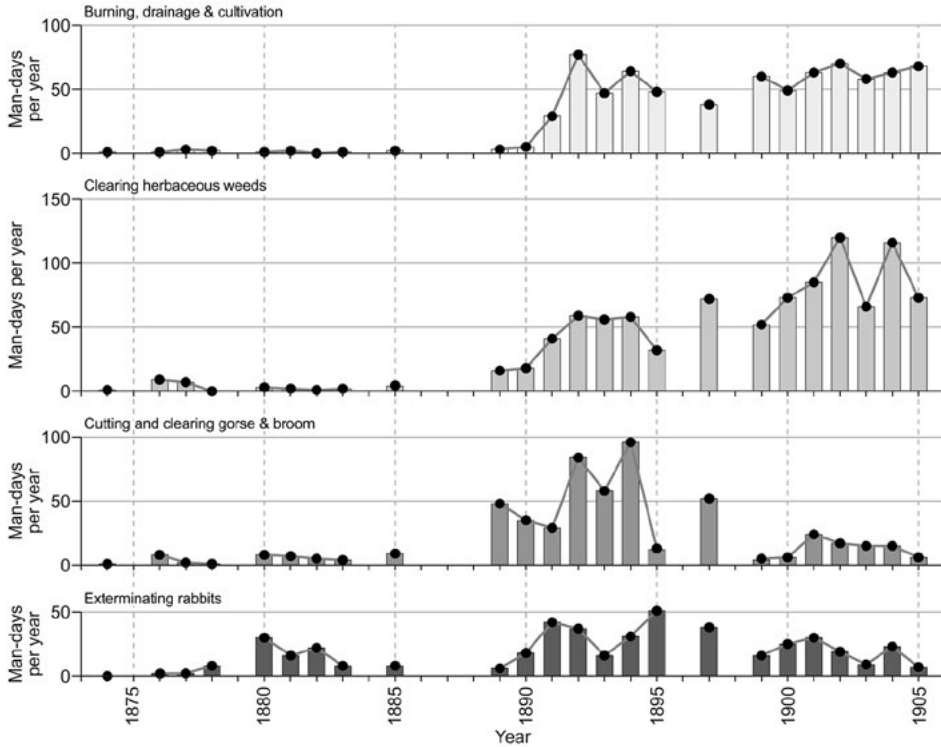 Burning, drainage & cultivation
100
50
0
Man-days
per year
Clearing herbaceous weeds
150
100
50
0
Man-days per year
Cutting and clearing gorse & broom
100
50
0
Man-days
per year
Exterminating rabbits
50
0
Man-days
per year
1875
1880
1885
1890
1895
1900
1905
Year